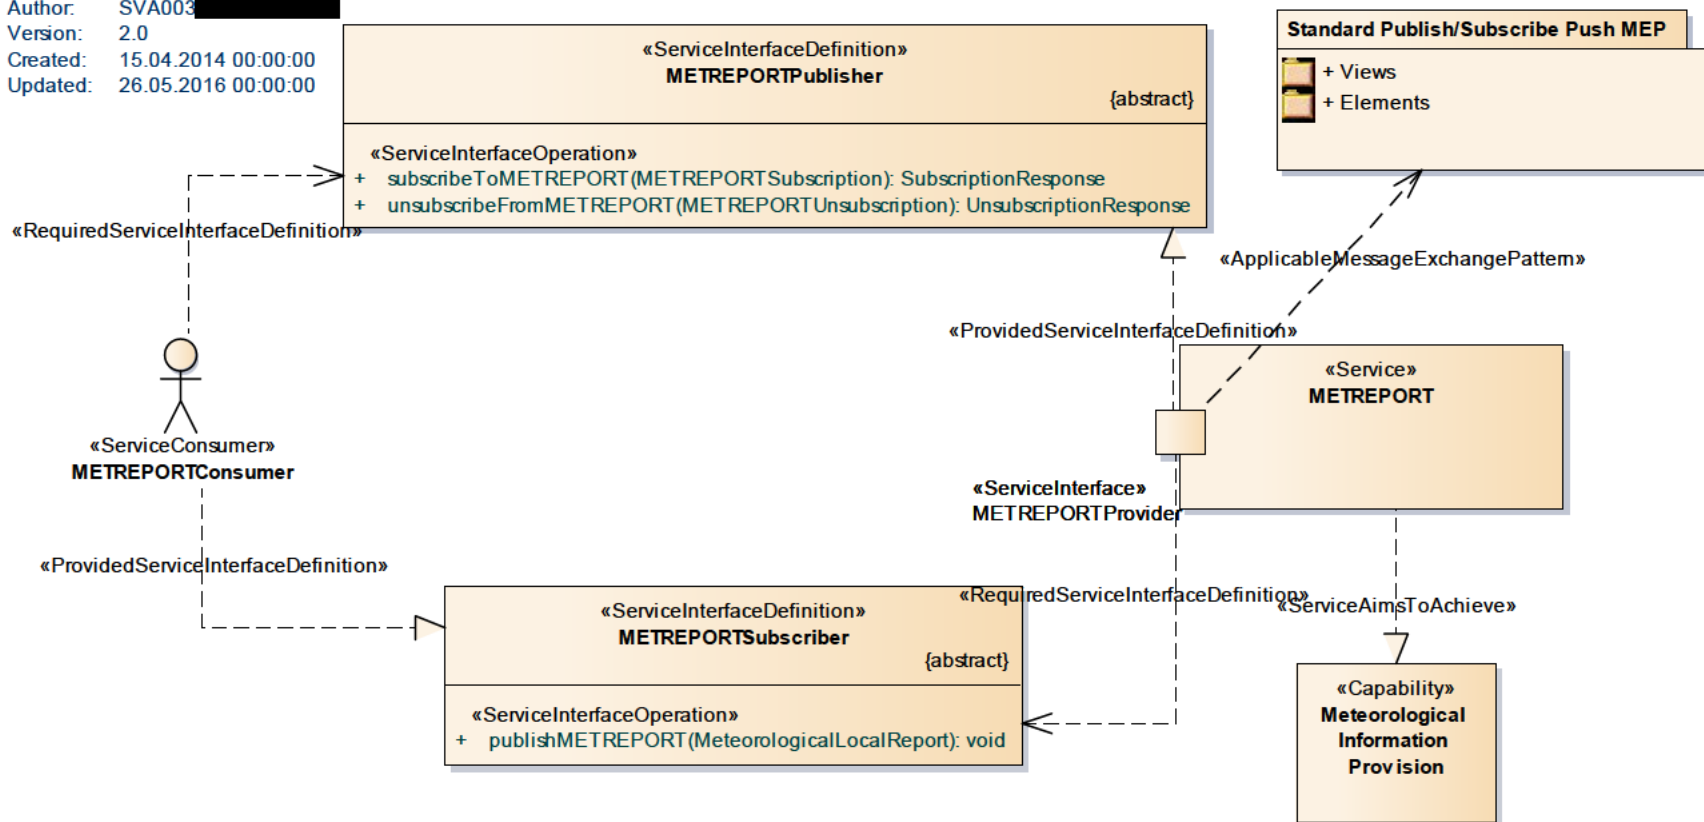 Author: SVA003
Version: 2.0
Created: 15.04.2014 00:00:00
Updated: 26.05.2016 00:00:00
«ServiceInterfaceDefinition»
METREPORTPublisher
{abstract}
«ServiceInterfaceOperation»
+ subscribeToMETREPORT(METREPORTSubscription): SubscriptionResponse
+ unsubscribeFromMETREPORT(METREPORTUnsubscription): UnsubscriptionResponse
Standard Publish/Subscribe Push MEP
+ Views
+ Elements
«RequiredServiceInterfaceDefinition»
«ApplicableMessageExchangePattern»
«ProvidedServiceInterfaceDefinition»
«Service»
METREPORT
«ServiceConsumer»
METREPORTConsumer
«ServiceInterface»
METREPORTProvider
«ProvidedServiceInterfaceDefinition»
«RequiredServiceInterfaceDefinition»
«ServiceAimsToAchieve»
«ServiceInterfaceDefinition»
METREPORTSubscriber
{abstract}
«ServiceInterfaceOperation»
+ publishMETREPORT(MeteorologicalLocalReport): void
«Capability»
Meteorological
Information
Provision